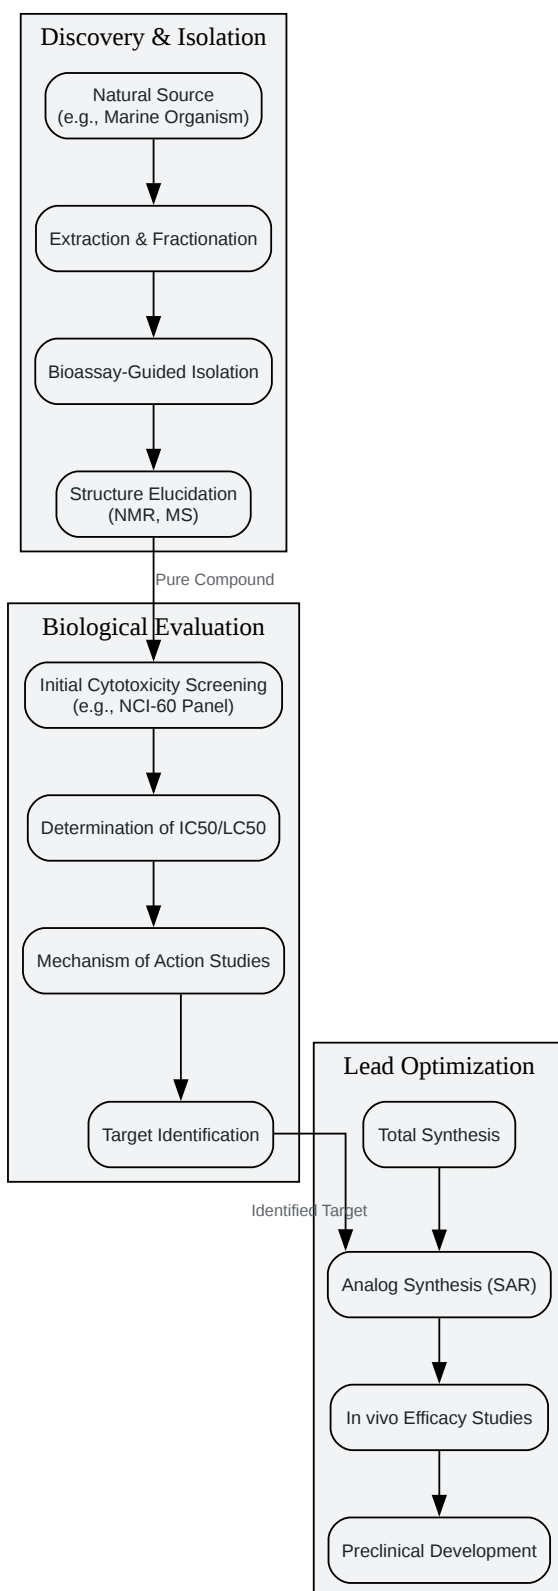 Discovery & Isolation
Natural Source
(e.g., Marine Organism)
Extraction & Fractionation
Bioassay-Guided Isolation
Structure Elucidation
(NMR, MS)
Pure Compound
Biological Evaluation
Initial Cytotoxicity Screening
(e.g., NCI-60 Panel)
Determination of IC50/LC50
Mechanism of Action Studies
Target Identification
Identified Target
Lead Optimization
Total Synthesis
Analog Synthesis (SAR)
In vivo Efficacy Studies
Preclinical Development